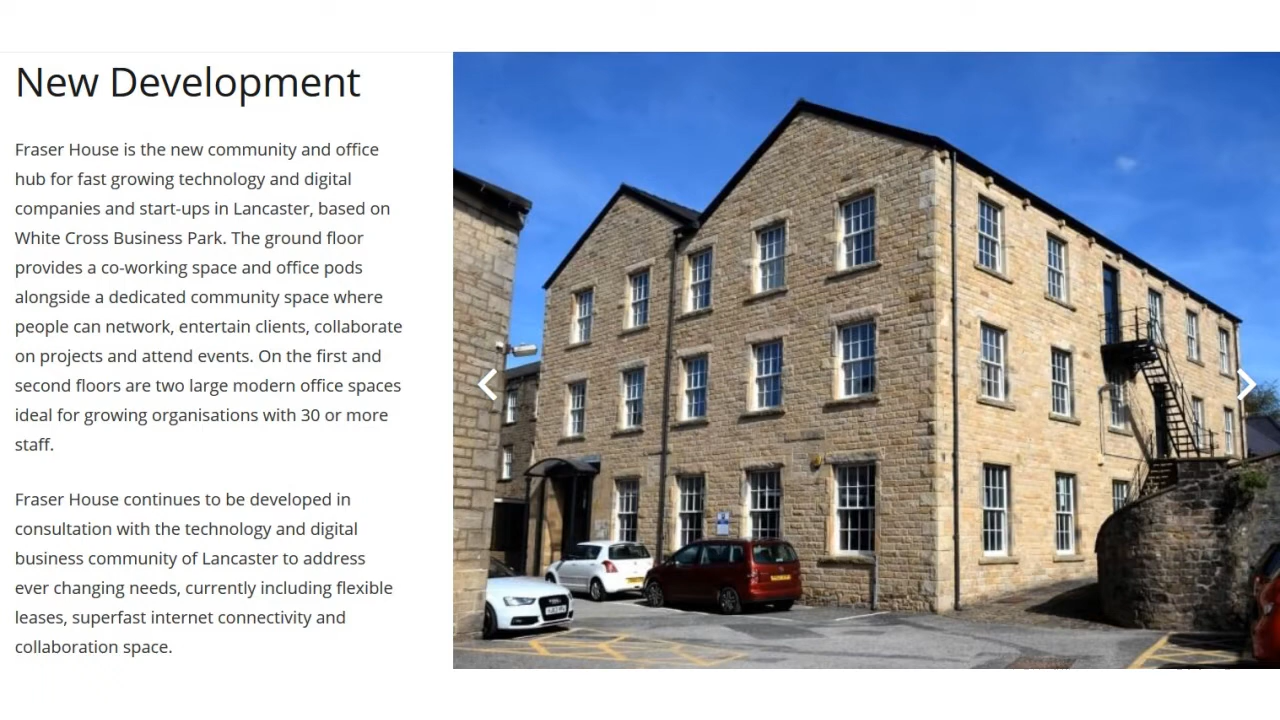 New Development
Fraser House is the new community and office
hub for fast growing technology and digital
companies and start-ups in Lancaster, based on
White Cross Business Park. The ground floor
provides a co-working space and office pods
alongside a dedicated community space where
people can network, entertain clients, collaborate
on projects and attend events. On the first and
second floors are two large modern office spaces
ideal for growing organisations with 30 or more
staff.
Fraser House continues to be developed in
consultation with the technology and digital
business community of Lancaster to address
ever changing needs, currently including flexible
leases, superfast internet connectivity and
collaboration space.